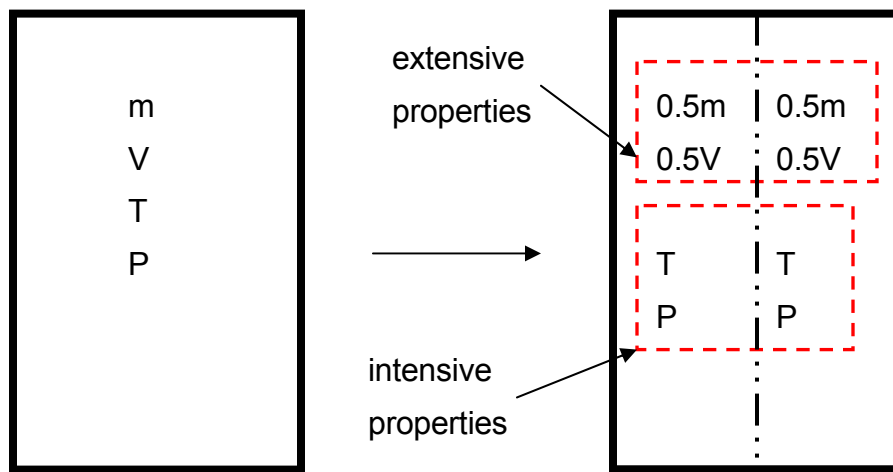 m
V
T
P
extensive
properties
0.5m 0.5m
0.5V 0.5V
T T
P P
intensive
properties